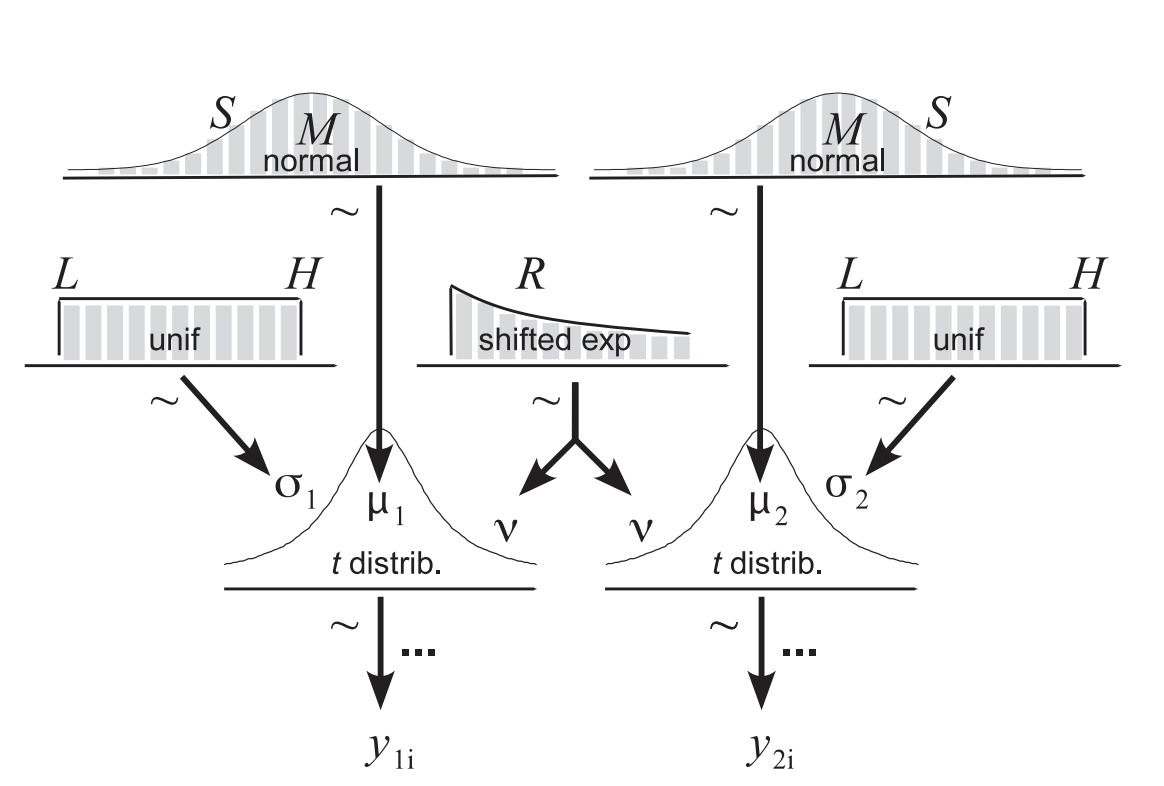 S M S M
normal normal
~ ~
L H R L H
unif shifted exp unif
~ ~ ~
σ1 μ1 ν ν μ2 σ2
t distrib. t distrib.
~ ... ~ ...
y1i y2i